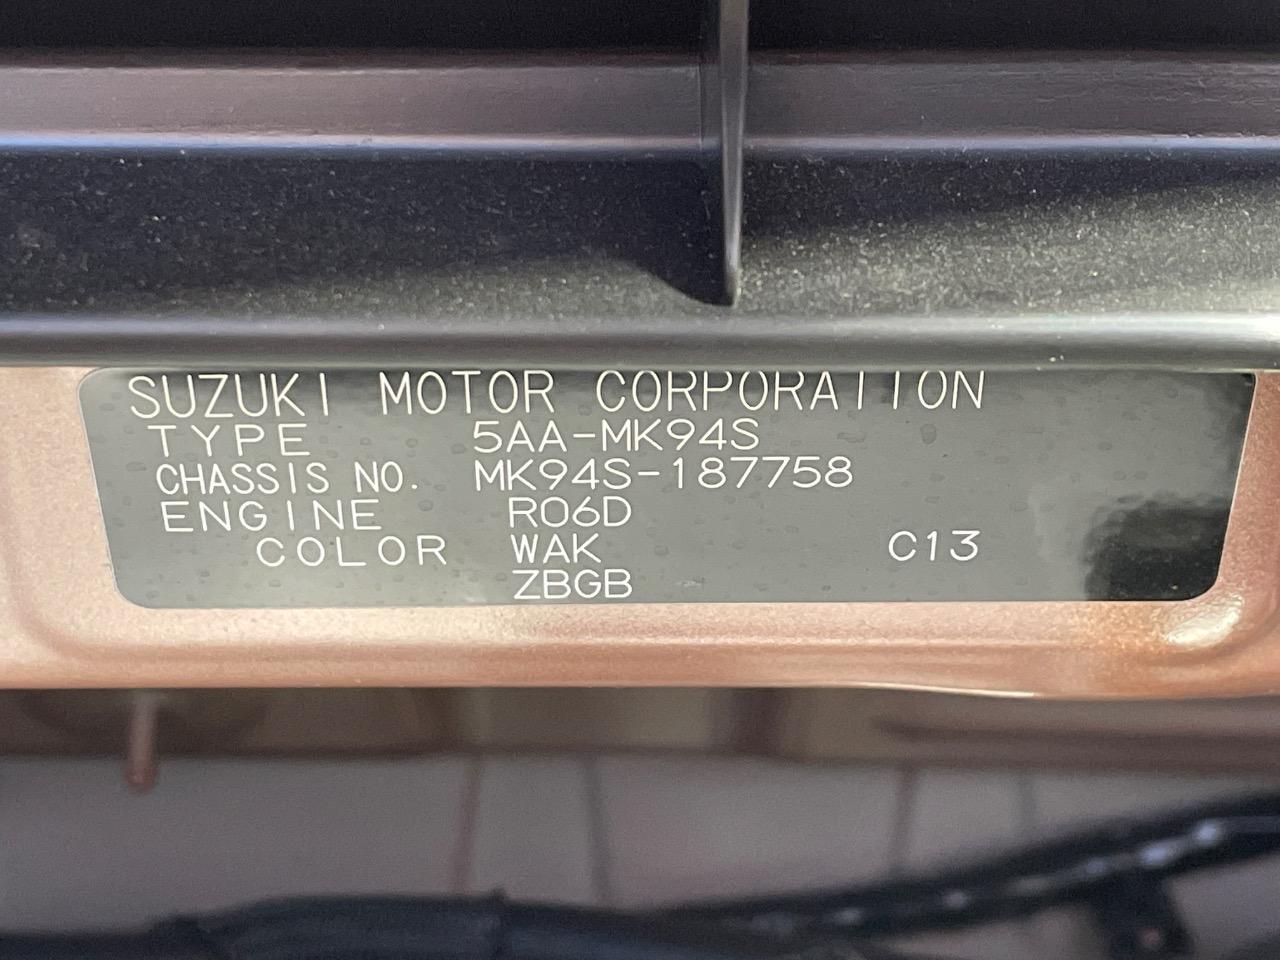 SUZUKI MOTOR CORPORATION
TYPE 5AA-MK94S
CHASSIS NO. MK94S-187758
ENGINE R06D
COLOR WAK C13
ZBGB